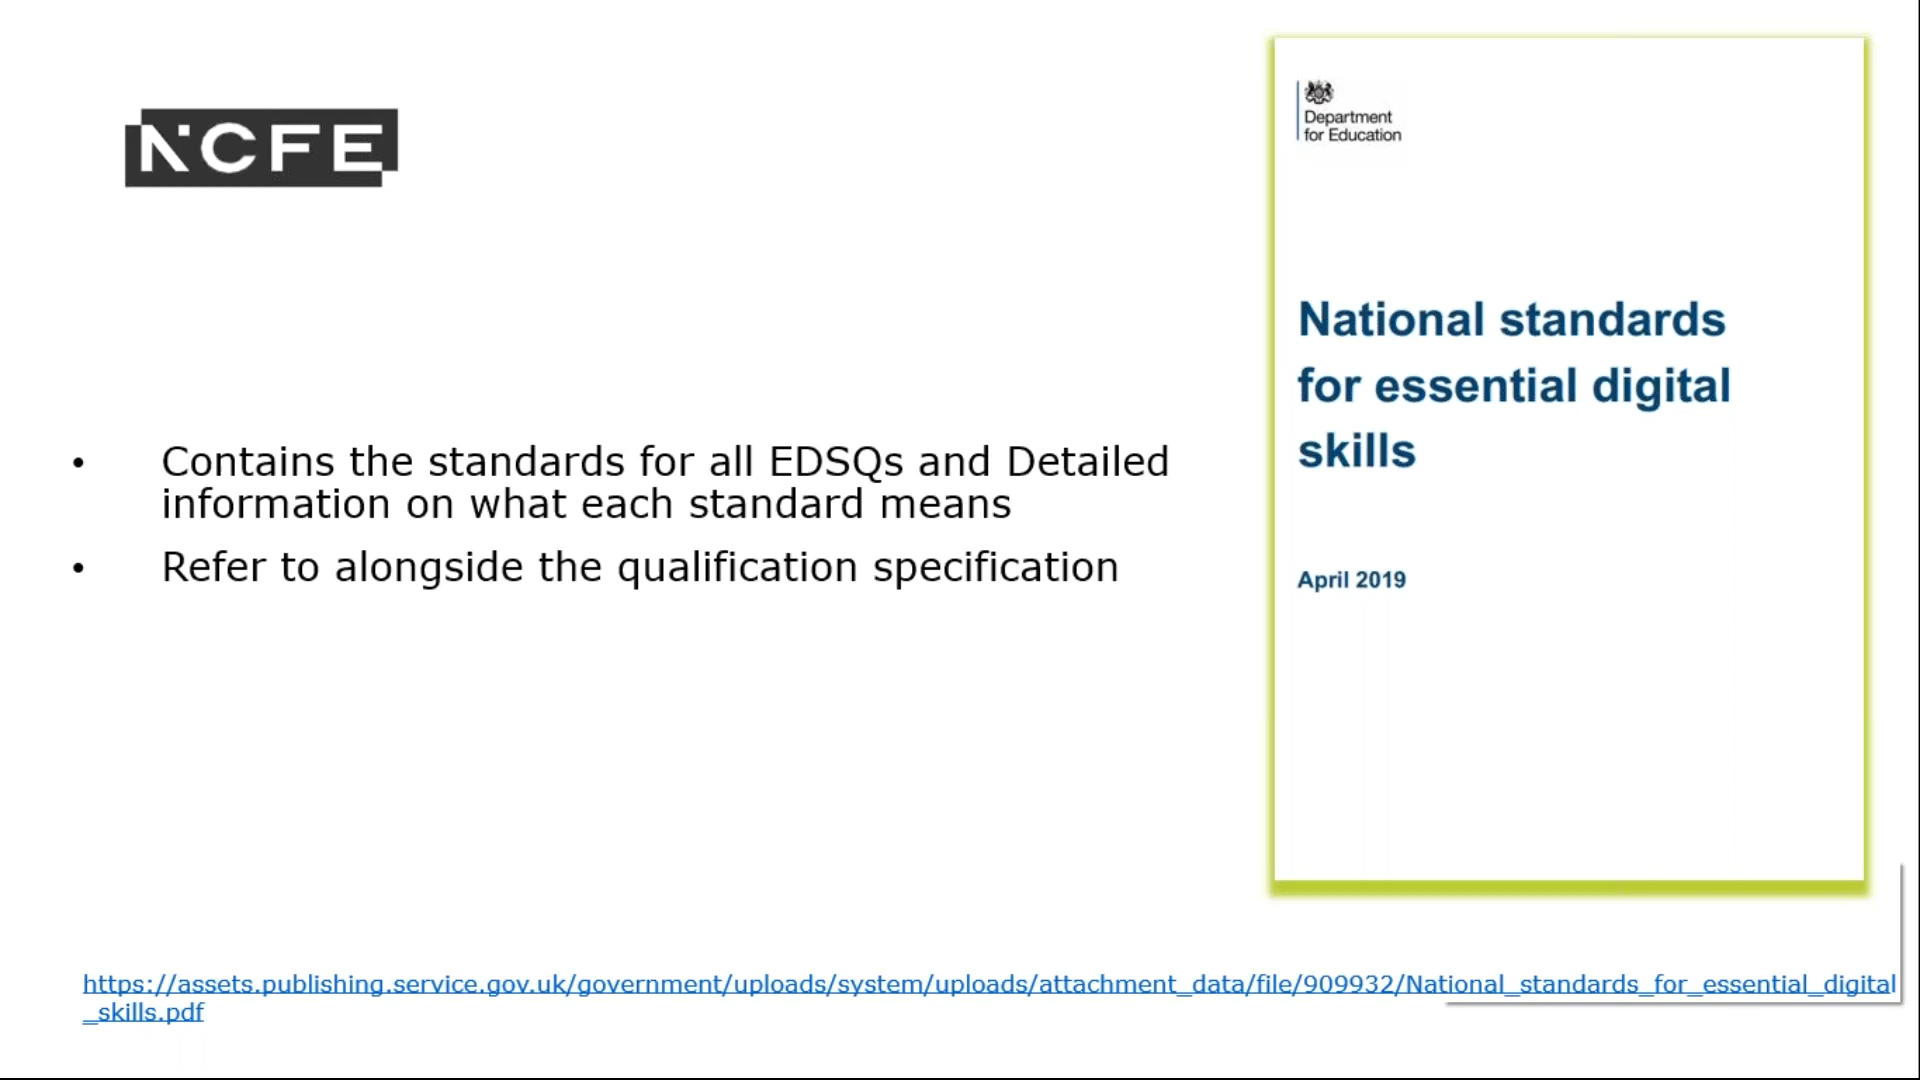 NCFE
• Contains the standards for all EDSQs and Detailed
information on what each standard means
• Refer to alongside the qualification specification
Department
for Education
National standards
for essential digital
skills
April 2019
https://assets.publishing.service.gov.uk/government/uploads/system/uploads/attachment_data/file/909932/National_standards_for_essential_digital
_skills.pdf